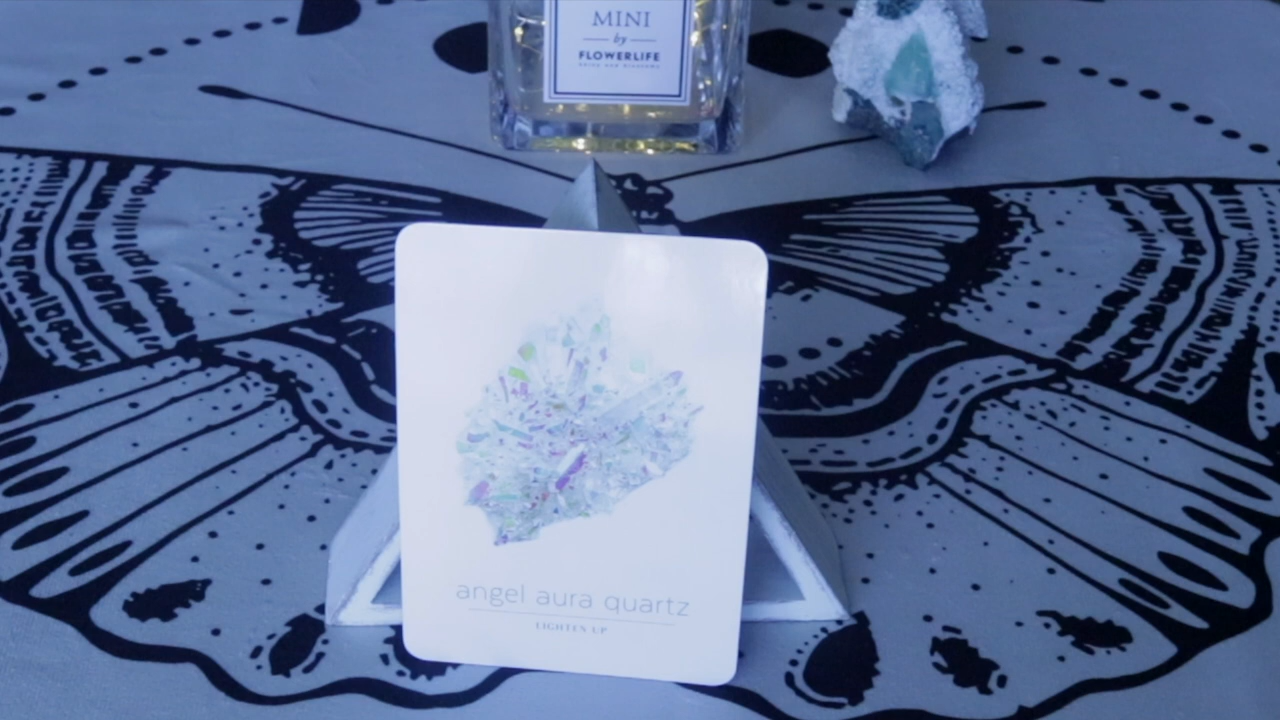 MINI
by
FLOWERLIFE
angel aura quartz
LIGHTEN UP